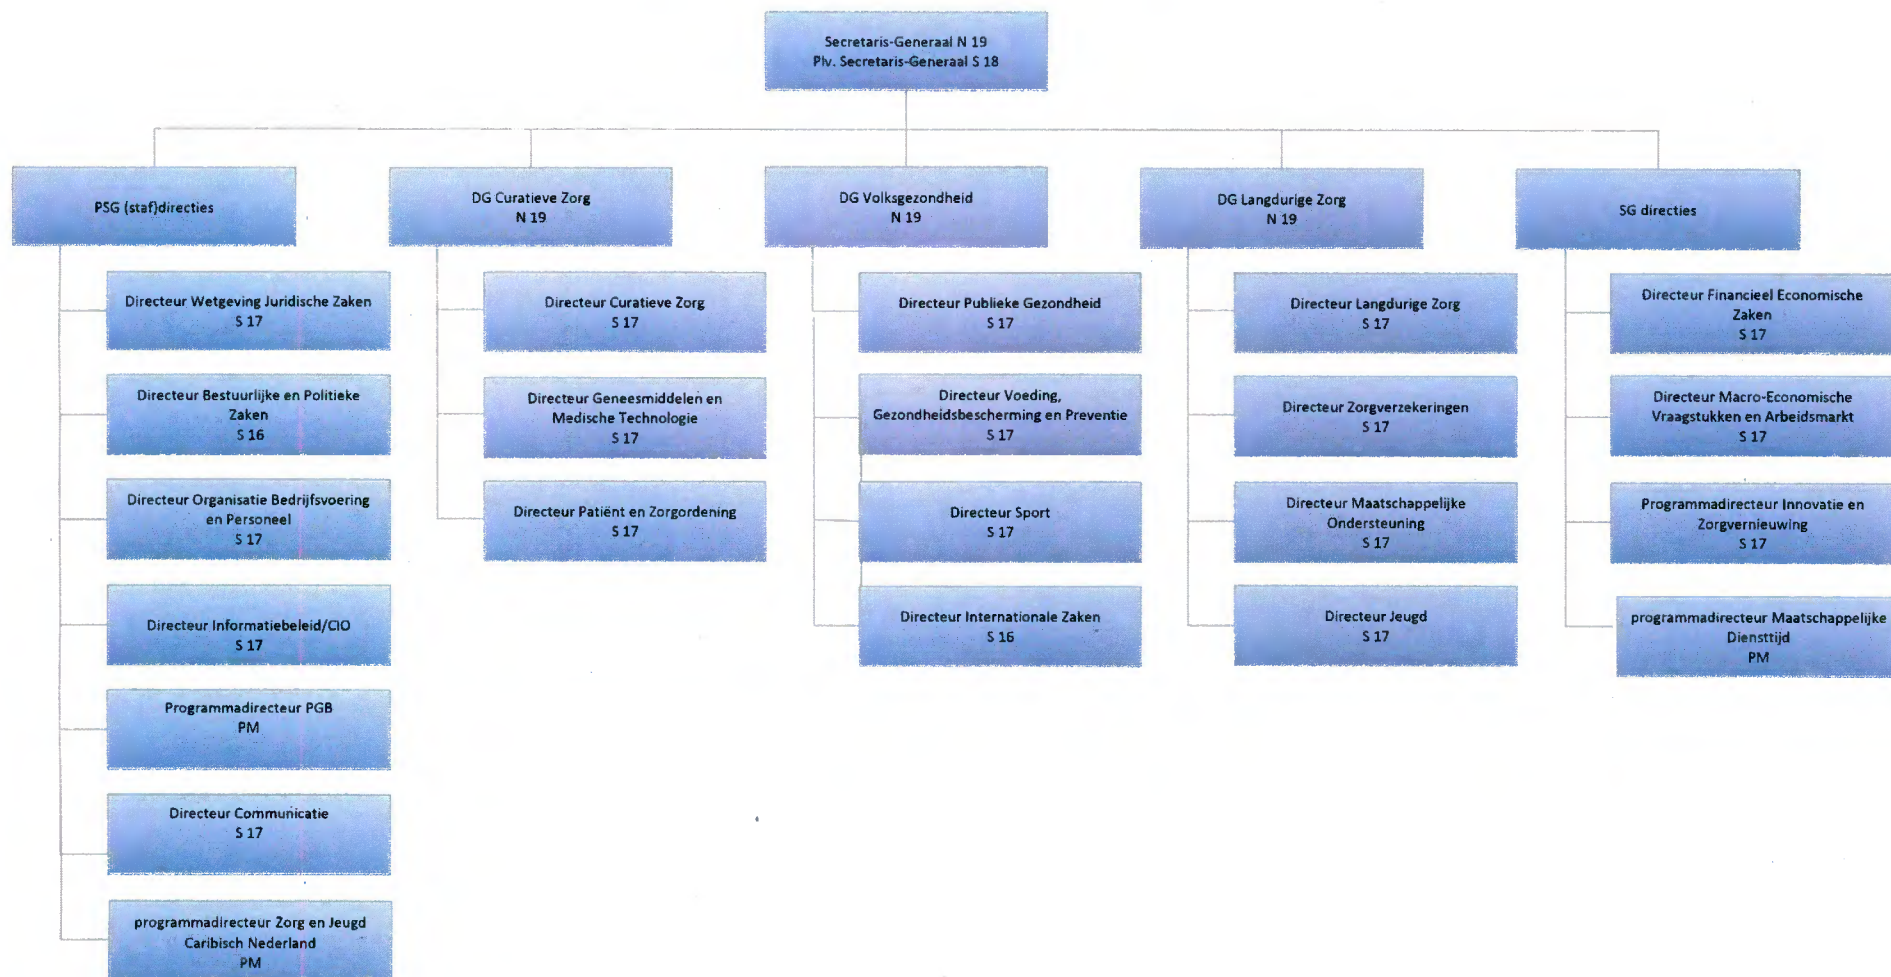 Secretaris-Generaal N 19
Plv. Secretaris-Generaal S 18
PSG (staf)directies
Directeur Wetgeving Juridische Zaken
S 17
Directeur Bestuurlijke en Politieke
Zaken
S 16
Directeur Organisatie Bedrijfsvoering
en Personeel
S 17
Directeur Informatiebeleid/CIO
S 17
Programmadirecteur PGB
PM
Directeur Communicatie
S 17
programmadirecteur Zorg en Jeugd
Caribisch Nederland
PM
DG Curatieve Zorg
N 19
Directeur Curatieve Zorg
S 17
Directeur Geneesmiddelen en
Medische Technologie
S 17
Directeur Patiënt en Zorgordening
S 17
DG Volksgezondheid
N 19
Directeur Publieke Gezondheid
S 17
Directeur Voeding,
Gezondheidsbescherming en Preventie
S 17
Directeur Sport
S 17
Directeur Internationale Zaken
S 16
DG Langdurige Zorg
N 19
Directeur Langdurige Zorg
S 17
Directeur Zorgverzekeringen
S 17
Directeur Maatschappelijke
Ondersteuning
S 17
Directeur Jeugd
S 17
SG directies
Directeur Financieel Economische
Zaken
S 17
Directeur Macro-Economische
Vraagstukken en Arbeidsmarkt
S 17
Programmadirecteur Innovatie en
Zorgvernieuwing
S 17
programmadirecteur Maatschappelijke
Diensttijd
PM